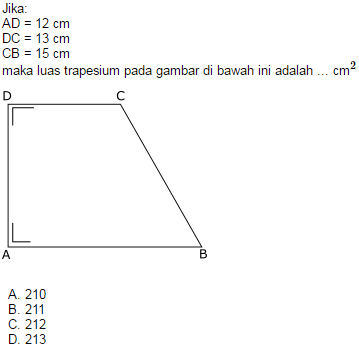 Jika:
AD = 12 cm
DC = 13 cm
CB = 15 cm
maka luas trapesium pada gambar di bawah ini adalah ... cm²
D C
A B
A. 210
B. 211
C. 212
D. 213